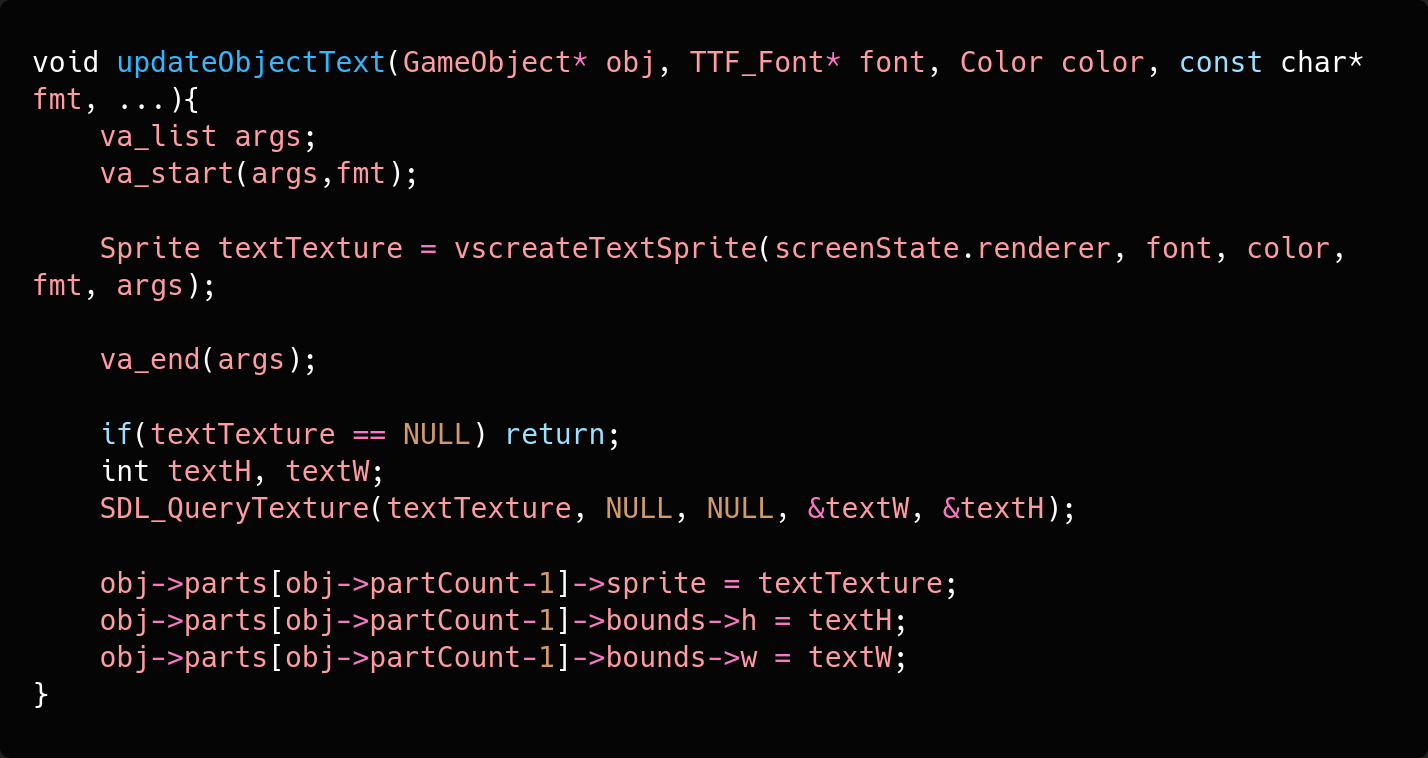 void updateObjectText(GameObject* obj, TTF_Font* font, Color color, const char*
fmt, ...){
    va_list args;
    va_start(args,fmt);

    Sprite textTexture = vscreateTextSprite(screenState.renderer, font, color,
fmt, args);

    va_end(args);

    if(textTexture == NULL) return;
    int textH, textW;
    SDL_QueryTexture(textTexture, NULL, NULL, &textW, &textH);

    obj->parts[obj->partCount-1]->sprite = textTexture;
    obj->parts[obj->partCount-1]->bounds->h = textH;
    obj->parts[obj->partCount-1]->bounds->w = textW;
}